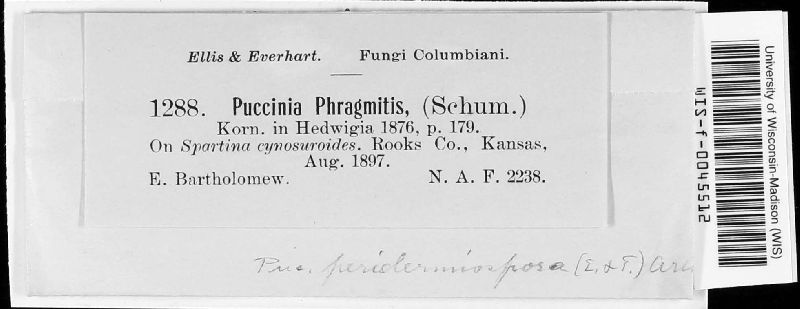 Ellis & Everhart. Fungi Columbiani.
1288. Puccinia Phragmitis, (Schum.)
Korn. in Hedwigia 1876, p. 179.
On Spartina cynosuroides. Rooks Co., Kansas,
Aug. 1897.
E. Bartholomew. N. A. F. 2238.
Puc. peridermiospora (E. & T.)
University of Wisconsin-Madison (WIS)
WIS-f-0045512